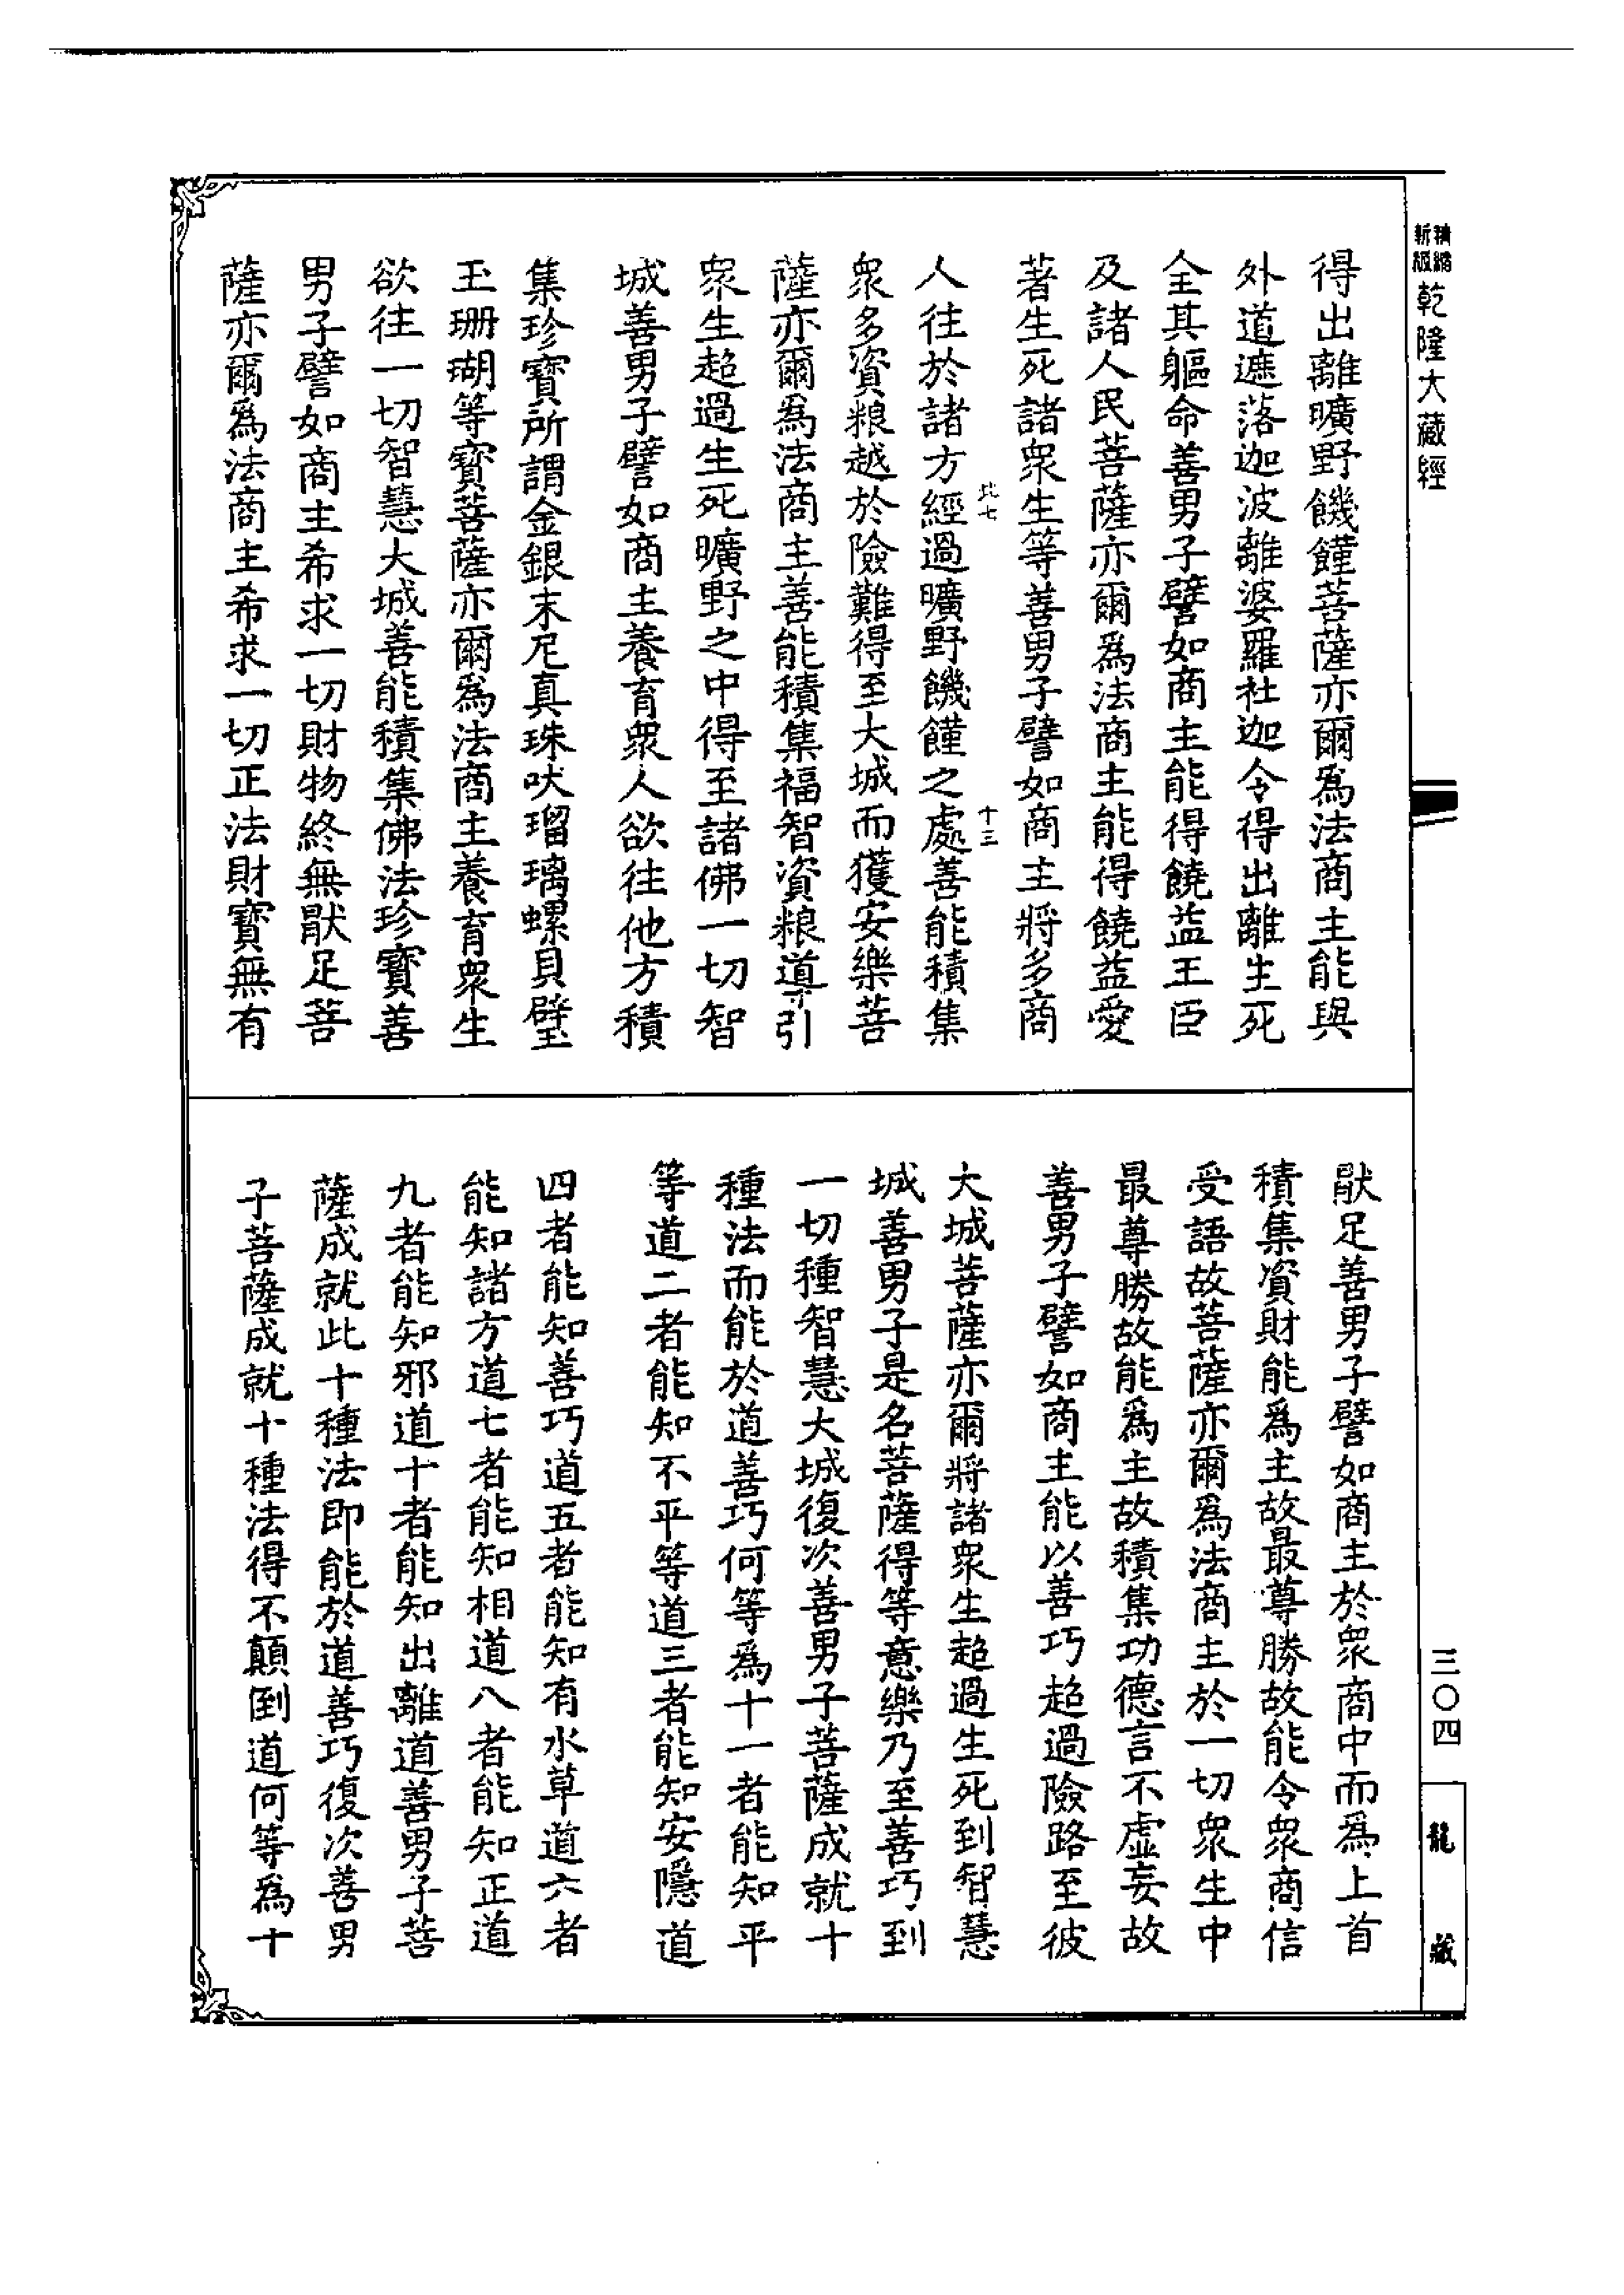 精縮
新版
乾隆大藏經
得出離曠野饑饉菩薩亦爾爲法商主能與
外道遮落迦波離婆羅社迦令得出離生死
全其軀命善男子譬如商主能得饒益王臣
及諸人民菩薩亦爾爲法商主能得饒益愛
著生死諸衆生等善男子譬如商主將多商
北七
十三
人往於諸方經過曠野饑饉之處善能積集
衆多資粮越於險難得至大城而獲安樂菩
薩亦爾爲法商主善能積集福智資粮導引
衆生超過生死曠野之中得至諸佛一切智
城善男子譬如商主養育衆人欲往他方積
集珍寶所謂金銀末尼真珠吠瑠璃螺貝璧
玉珊瑚等寶菩薩亦爾爲法商主養育衆生
欲往一切智慧大城善能積集佛法珍寶善
男子譬如商主希求一切財物終無猒足菩
薩亦爾爲法商主希求一切正法財寶無有
猒足善男子譬如商主於衆商中而爲上首
積集資財能爲主故最尊勝故能令衆商信
受語故菩薩亦爾爲法商主於一切衆生中
最尊勝故能爲主故積集功德言不虛妄故
善男子譬如商主能以善巧超過險路至彼
大城菩薩亦爾將諸衆生超過生死到智慧
城善男子是名菩薩得等意樂乃至善巧到
一切種智慧大城復次善男子菩薩成就十
種法而能於道善巧何等爲十一者能知平
等道二者能知不平等道三者能知安隱道
四者能知善巧道五者能知有水草道六者
能知諸方道七者能知相道八者能知正道
九者能知邪道十者能知出離道善男子菩
薩成就此十種法即能於道善巧復次善男
子菩薩成就十種法得不顛倒道何等爲十
三〇四
龍藏